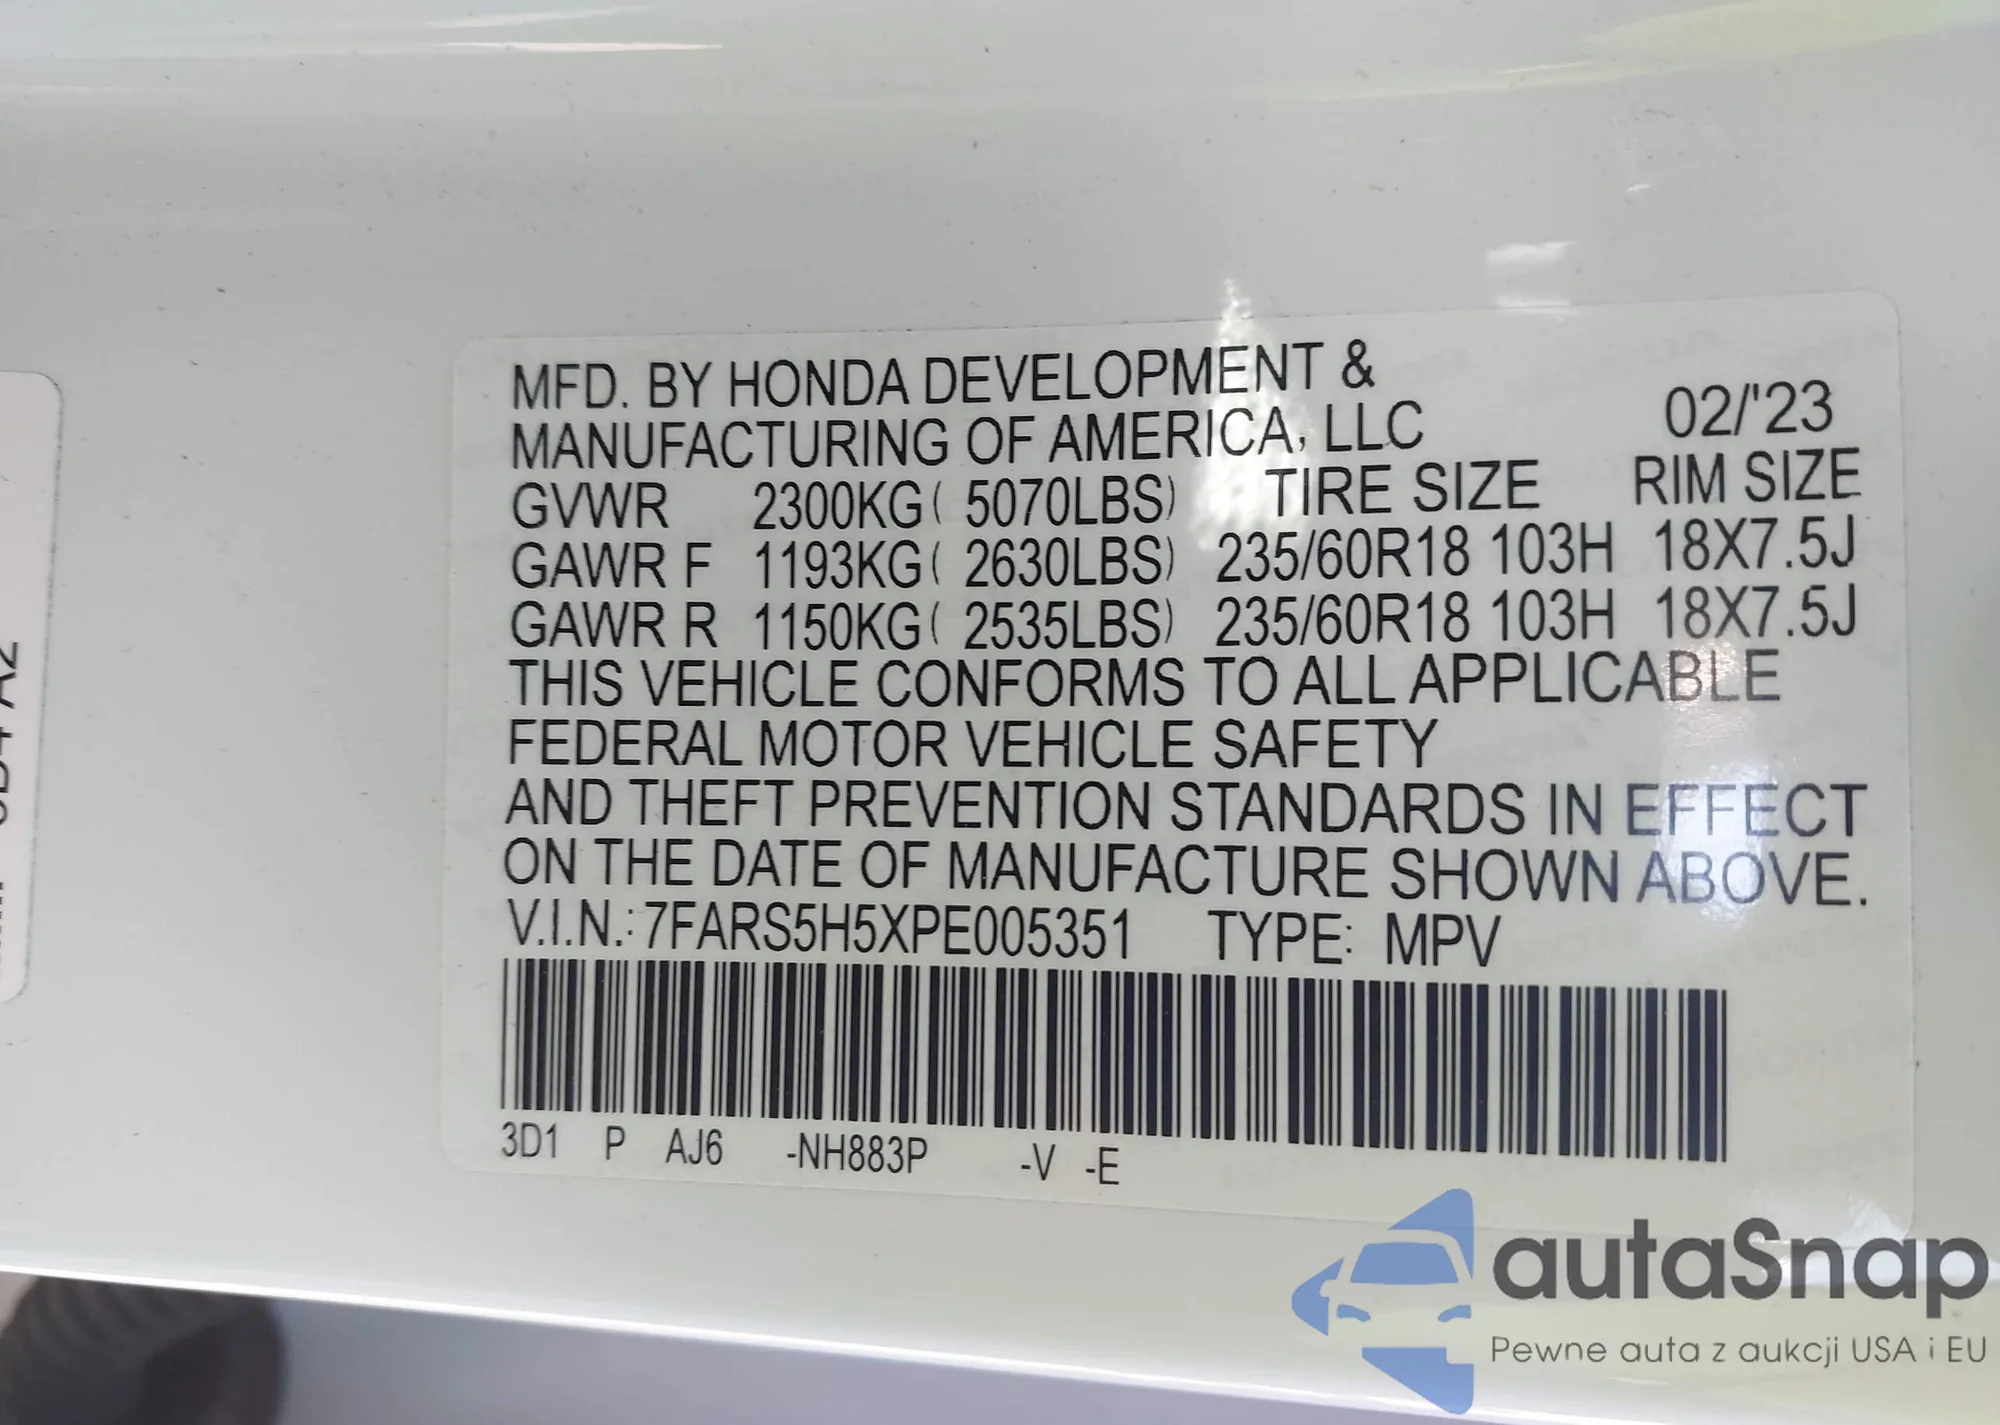 MFD. BY HONDA DEVELOPMENT &
MANUFACTURING OF AMERICA, LLC 02/'23
GVWR 2300KG( 5070LBS) TIRE SIZE RIM SIZE
GAWR F 1193KG( 2630LBS) 235/60R18 103H 18X7.5J
GAWR R 1150KG( 2535LBS) 235/60R18 103H 18X7.5J
THIS VEHICLE CONFORMS TO ALL APPLICABLE
FEDERAL MOTOR VEHICLE SAFETY
AND THEFT PREVENTION STANDARDS IN EFFECT
ON THE DATE OF MANUFACTURE SHOWN ABOVE.
V.I.N.:7FARS5H5XPE005351 TYPE: MPV
3D1 P AJ6 -NH883P -V -E
autaSnap
Pewne auta z aukcji USA i EU